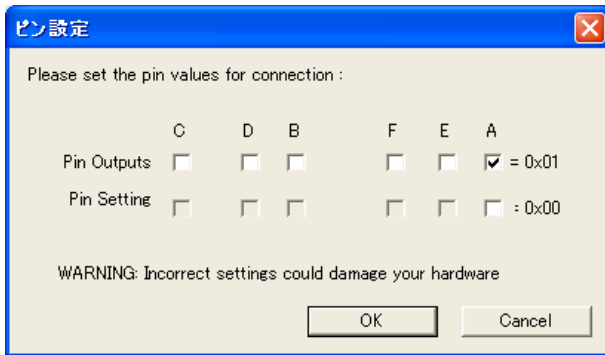 ピン設定
Please set the pin values for connection :
C D B F E A
Pin Outputs = 0x01
Pin Setting : 0x00
WARNING: Incorrect settings could damage your hardware
OK Cancel